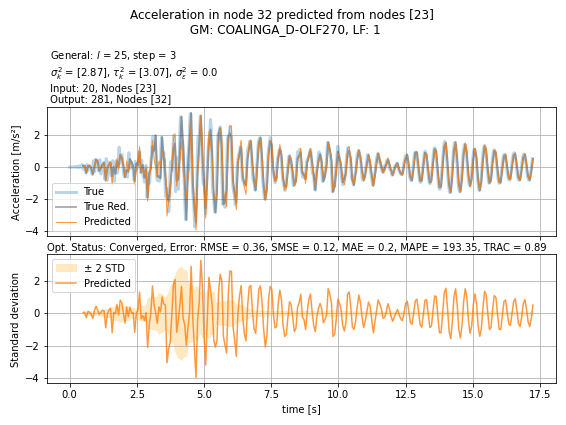 Acceleration in node 32 predicted from nodes [23]
GM: COALINGA_D-OLF270, LF: 1
General: l = 25, step = 3
σ²ₖ = [2.87], τ²ₖ = [3.07], σ²ε = 0.0
Input: 20, Nodes [23]
Output: 281, Nodes [32]
Acceleration [m/s²]
2
0
−2
−4
True
True Red.
Predicted
Opt. Status: Converged, Error: RMSE = 0.36, SMSE = 0.12, MAE = 0.2, MAPE = 193.35, TRAC = 0.89
Standard deviation
2
0
−2
−4
± 2 STD
Predicted
0.0 2.5 5.0 7.5 10.0 12.5 15.0 17.5
time [s]